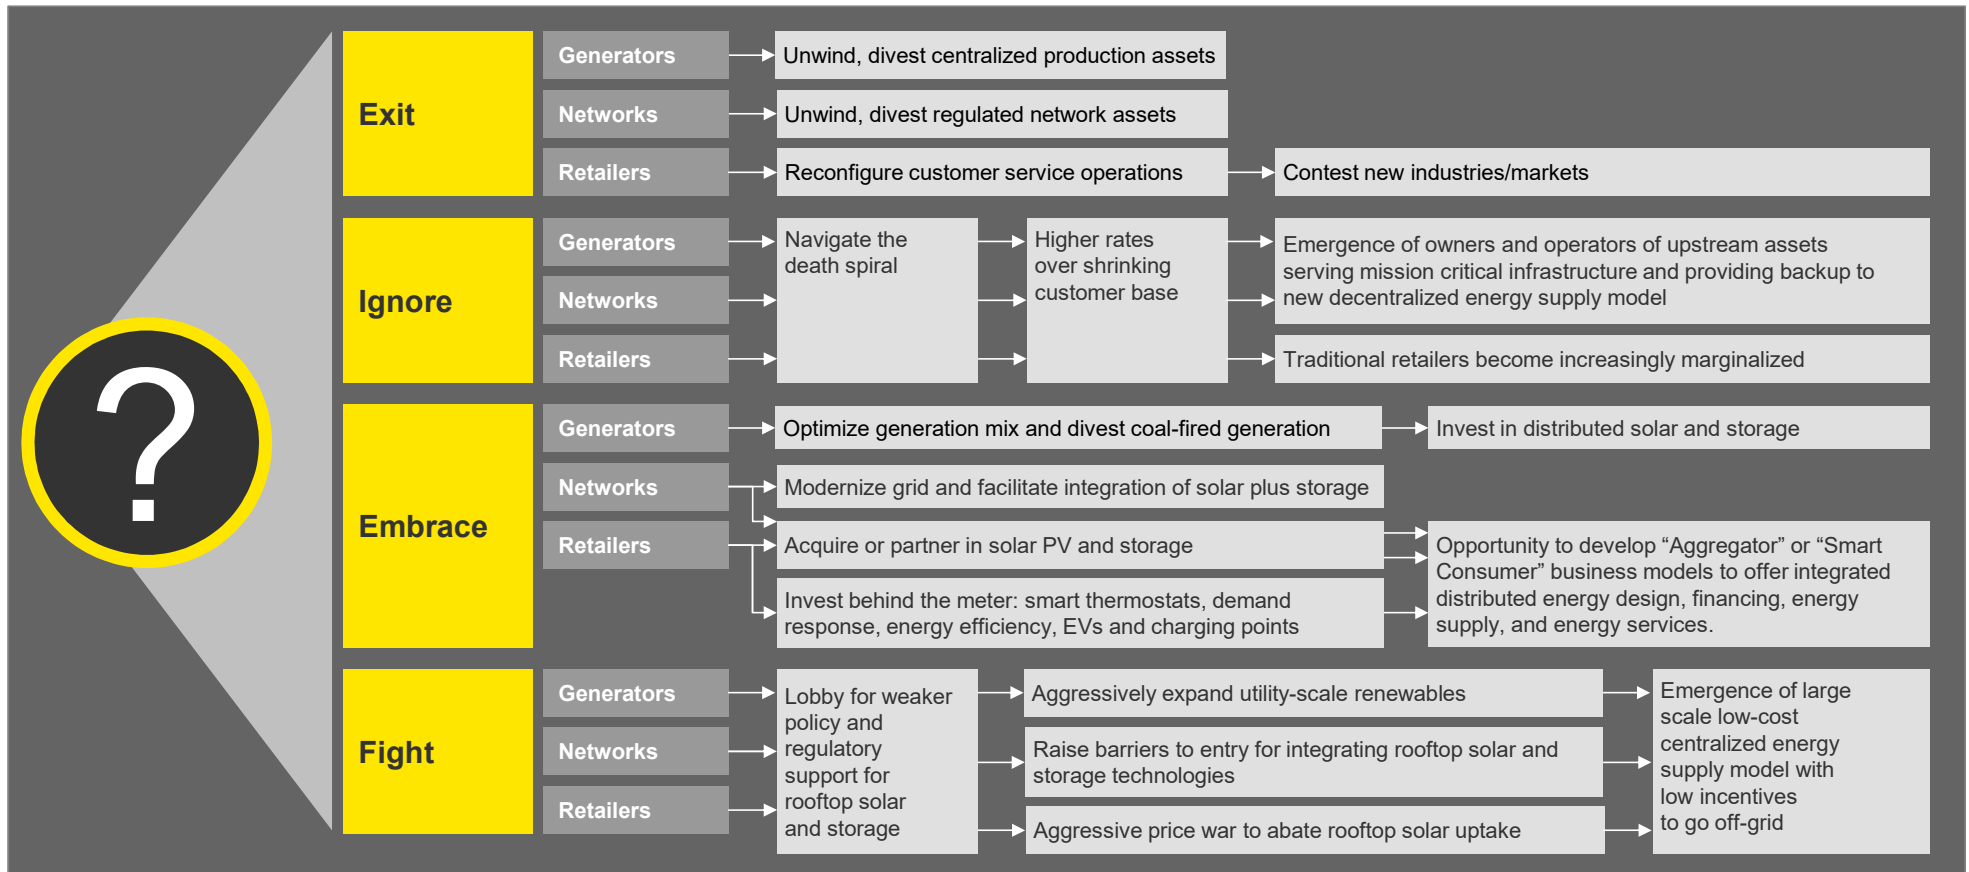 ?
Exit
Generators
Unwind, divest centralized production assets
Networks
Unwind, divest regulated network assets
Retailers
Reconfigure customer service operations
Contest new industries/markets
Ignore
Generators
Networks
Retailers
Navigate the
death spiral
Higher rates
over shrinking
customer base
Emergence of owners and operators of upstream assets
serving mission critical infrastructure and providing backup to
new decentralized energy supply model
Traditional retailers become increasingly marginalized
Embrace
Generators
Optimize generation mix and divest coal-fired generation
Invest in distributed solar and storage
Networks
Modernize grid and facilitate integration of solar plus storage
Retailers
Acquire or partner in solar PV and storage
Invest behind the meter: smart thermostats, demand
response, energy efficiency, EVs and charging points
Opportunity to develop “Aggregator” or “Smart
Consumer” business models to offer integrated
distributed energy design, financing, energy
supply, and energy services.
Fight
Generators
Networks
Retailers
Lobby for weaker
policy and
regulatory
support for
rooftop solar
and storage
Aggressively expand utility-scale renewables
Raise barriers to entry for integrating rooftop solar and
storage technologies
Aggressive price war to abate rooftop solar uptake
Emergence of large
scale low-cost
centralized energy
supply model with
low incentives
to go off-grid